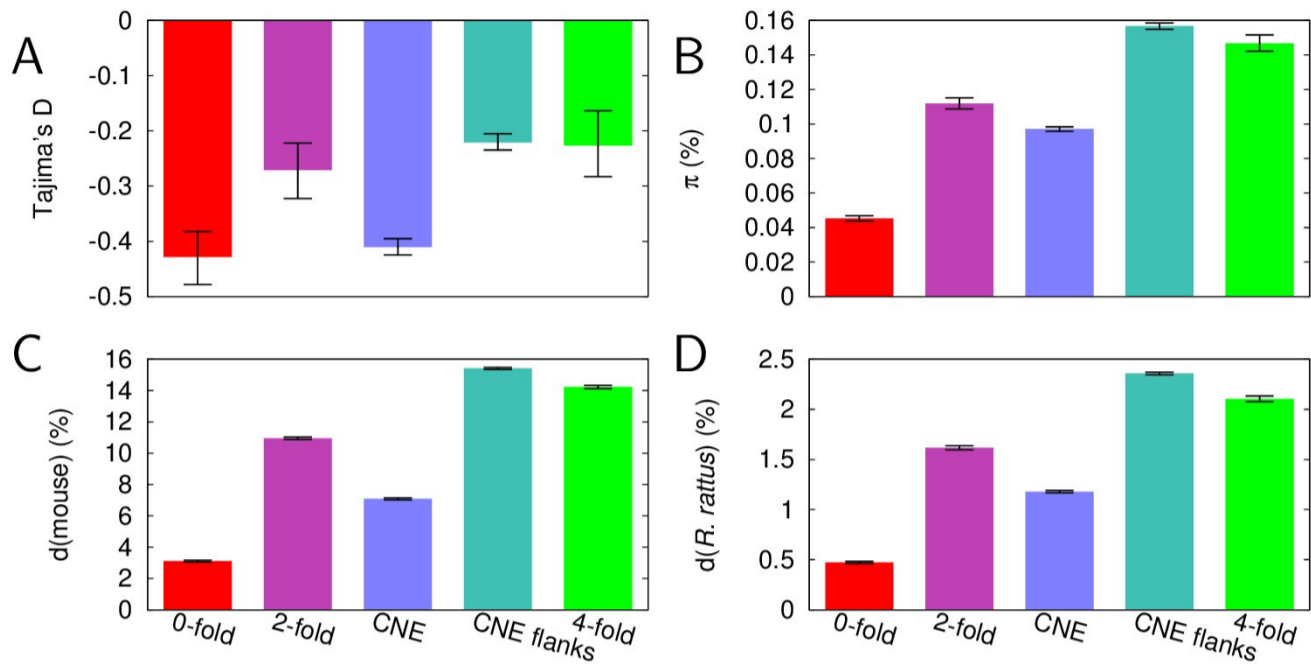 A
Tajima's D
0
-0.1
-0.2
-0.3
-0.4
-0.5
B
π (%)
0.16
0.14
0.12
0.1
0.08
0.06
0.04
0.02
0
C
d(mouse) (%)
16
14
12
10
8
6
4
2
0
0-fold
2-fold
CNE
CNE flanks
4-fold
D
d(R. rattus) (%)
2.5
2
1.5
1
0.5
0
0-fold
2-fold
CNE
CNE flanks
4-fold